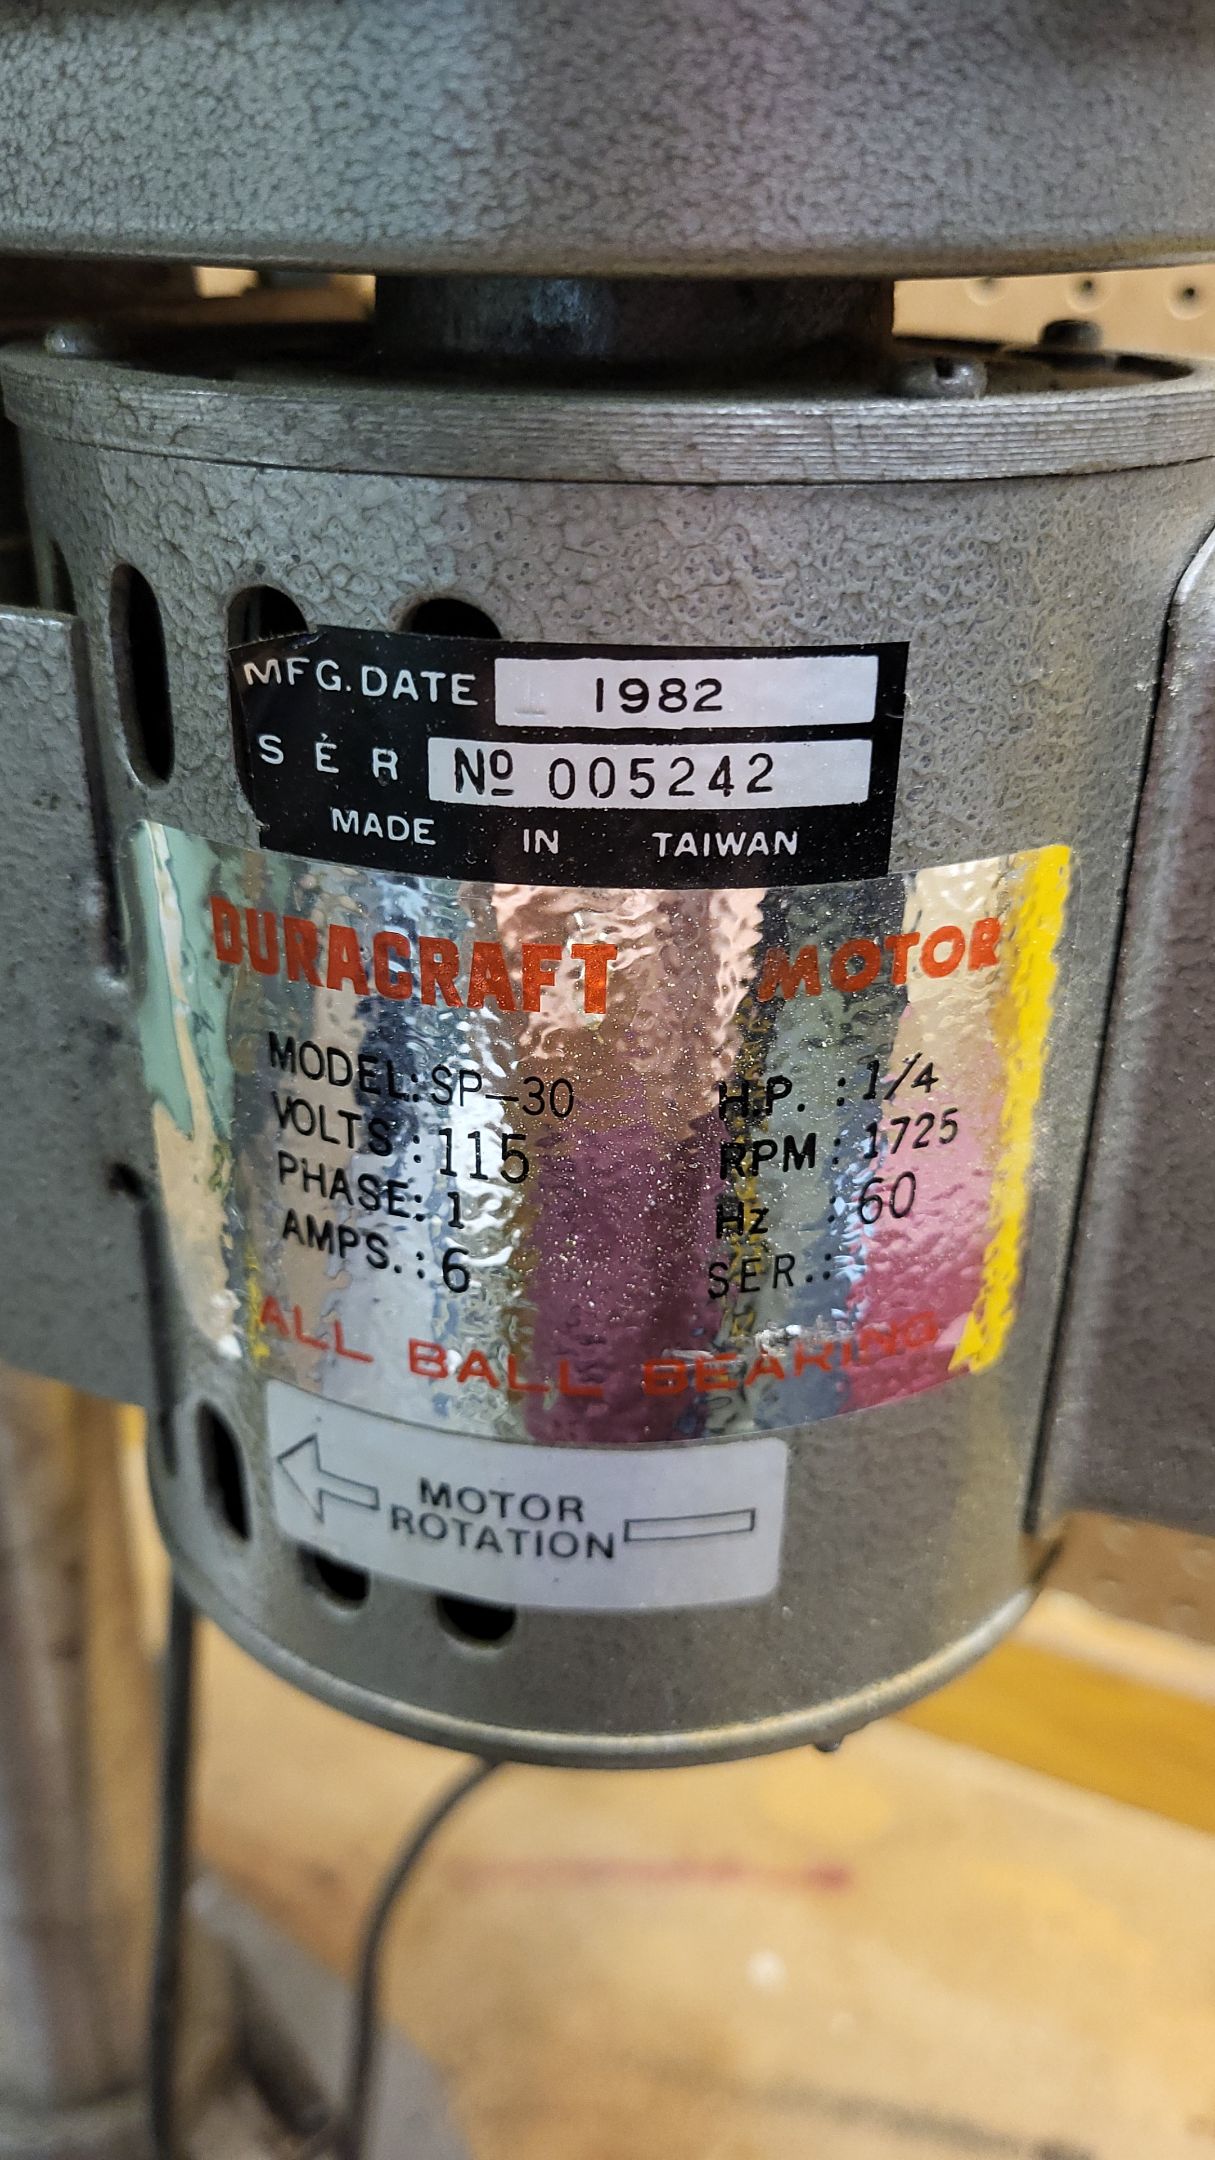 MFG. DATE 1982
SER Nº 005242
MADE IN TAIWAN
DURACRAFT MOTOR
MODEL: SP-30 H.P. : 1/4
VOLTS : 115 RPM : 1725
PHASE: 1 Hz : 60
AMPS. : 6 SER. :
ALL BALL BEARING
MOTOR
ROTATION